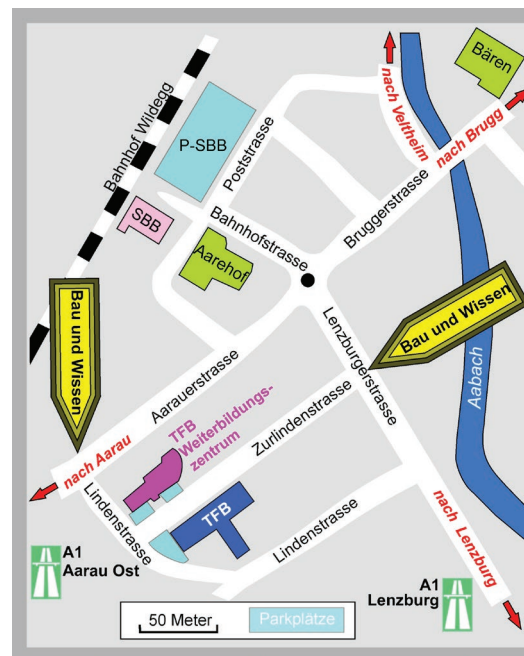 Bären
nach Veltheim
nach Brugg
Bahnhof Wildegg
P-SBB
Poststrasse
SBB
Bahnhofstrasse
Bruggerstrasse
Aarehof
Bau und Wissen
Bau und Wissen
Lenzburgerstrasse
Aabach
Aarauerstrasse
TFB
Weiterbildungs-
zentrum
Zurlindenstrasse
nach Aarau
Lindenstrasse
TFB
Lindenstrasse
nach Lenzburg
A1
Aarau Ost
A1
Lenzburg
50 Meter
Parkplätze